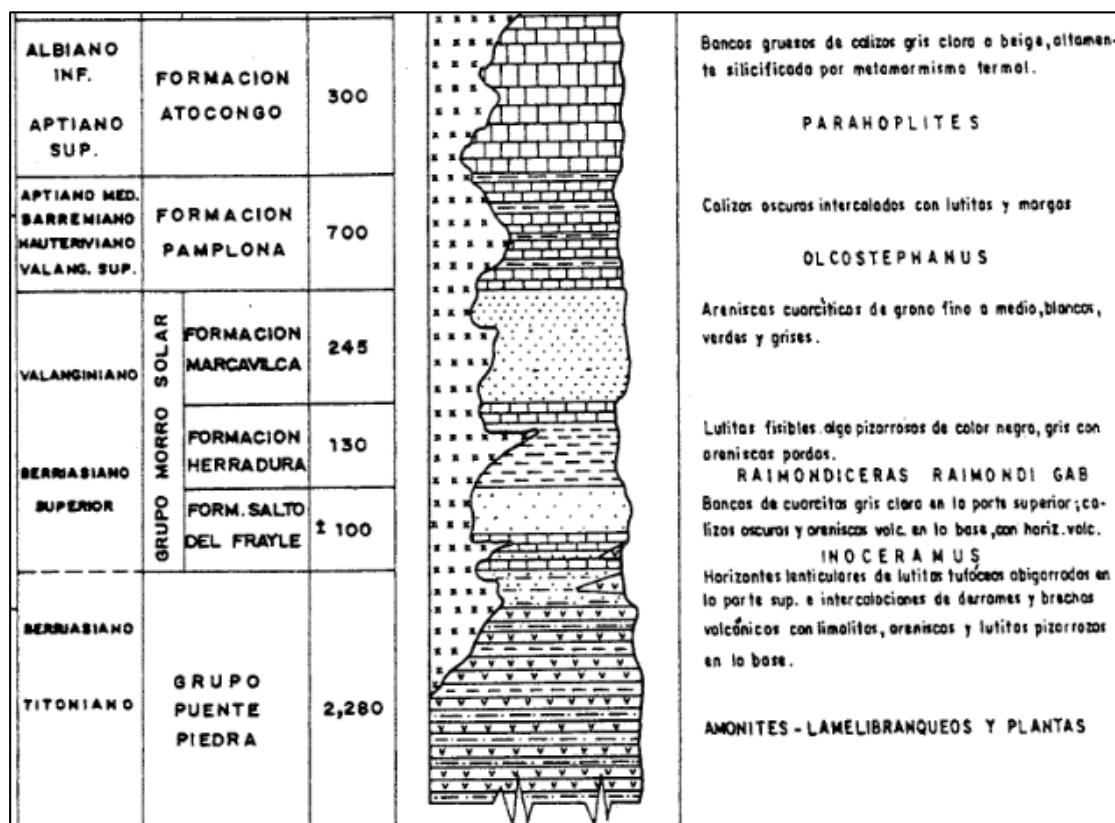 ALBIANO
INF.
APTIANO
SUP.
FORMACION
ATOCONGO
300
Bancos gruesos de calizas gris clara a beige, altamen-
te silicificada por metamormismo termal.
PARAHOPLITES
APTIANO MED.
BARREMIANO
HAUTERIVIANO
VALANG. SUP.
FORMACION
PAMPLONA
700
Calizas oscuras intercaladas con lutitas y margas
OLCOSTEPHANUS
VALANGINIANO
BERRIASIANO
SUPERIOR
GRUPO MORRO SOLAR
FORMACION
MARCAVILCA
245
Areniscas cuarcíticas de grano fino a medio, blancas,
verdes y grises.
FORMACION
HERRADURA
130
Lutitas fisibles algo pizarrosas de color negro, gris con
areniscas pardas.
RAIMONDICERAS RAIMONDI GAB
FORM. SALTO
DEL FRAYLE
± 100
Bancos de cuarcitas gris clara en la parte superior; ca-
lizas oscuras y areniscas volc. en la base, con horiz. volc.
INOCERAMUS
BERRIASIANO
TITONIANO
GRUPO
PUENTE
PIEDRA
2,280
Horizontes lenticulares de lutitas tufáceas abigarradas en
la parte sup. e intercalaciones de derrames y brechas
volcánicas con limolitas, areniscas y lutitas pizarrozas
en la base.
AMONITES - LAMELIBRANQUEOS Y PLANTAS